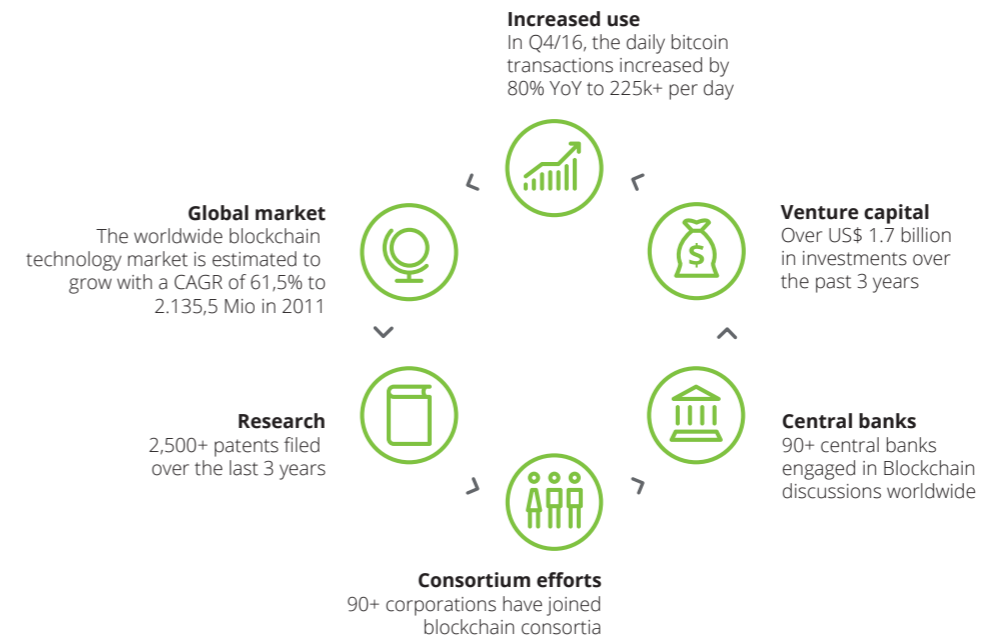 Increased use
In Q4/16, the daily bitcoin
transactions increased by
80% YoY to 225k+ per day
Global market
The worldwide blockchain
technology market is estimated to
grow with a CAGR of 61,5% to
2.135,5 Mio in 2011
Venture capital
Over US$ 1.7 billion
in investments over
the past 3 years
$
Research
2,500+ patents filed
over the last 3 years
Central banks
90+ central banks
engaged in Blockchain
discussions worldwide
Consortium efforts
90+ corporations have joined
blockchain consortia